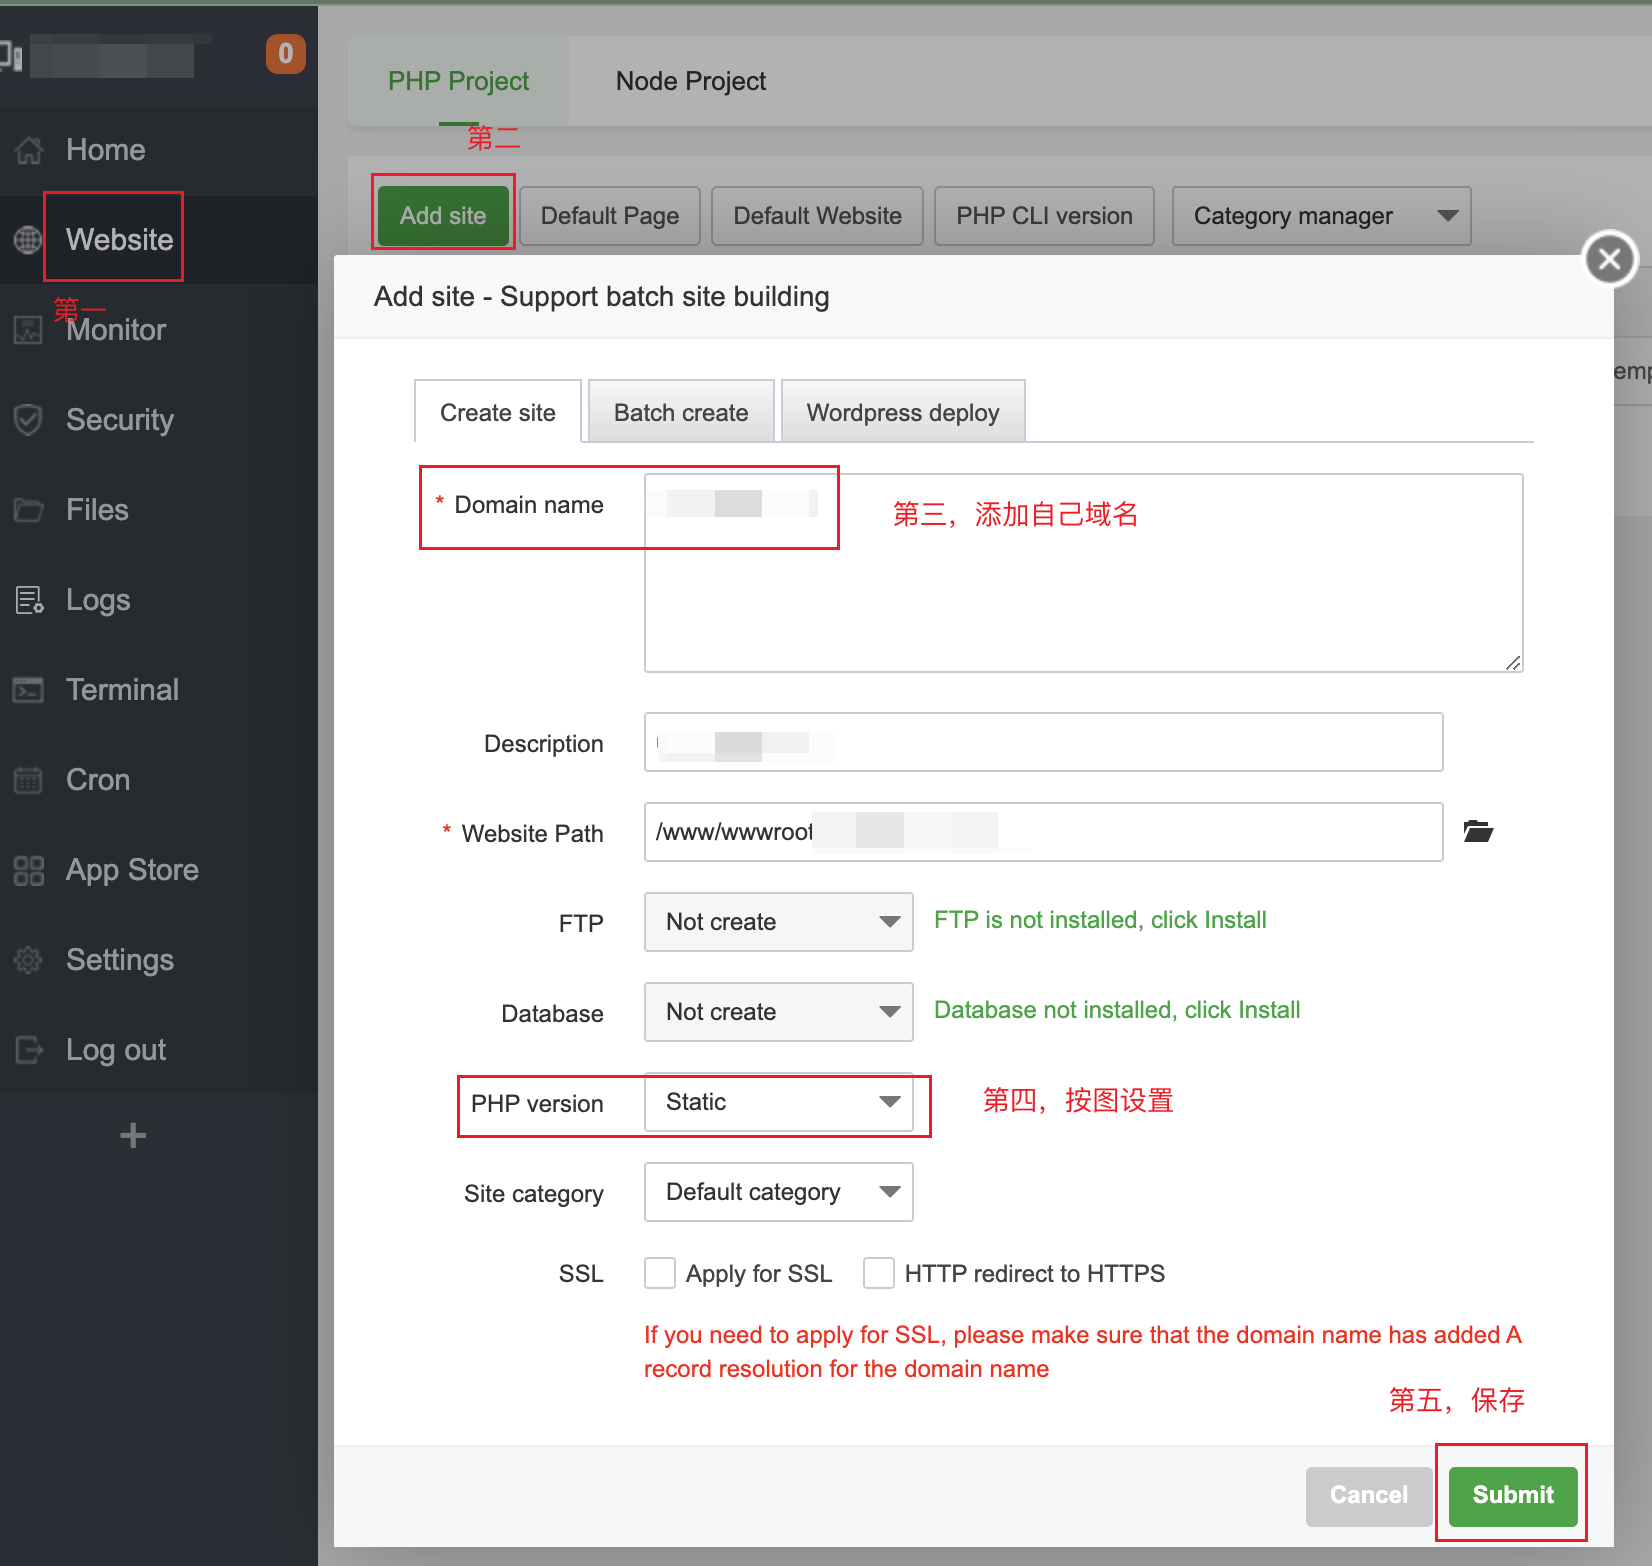 0
Home
Website
第一
Monitor
Security
Files
Logs
Terminal
Cron
App Store
Settings
Log out
+
PHP Project
Node Project
第二
Add site
Default Page
Default Website
PHP CLI version
Category manager
Add site - Support batch site building
Create site
Batch create
Wordpress deploy
* Domain name
第三，添加自己域名
Description
* Website Path
/www/wwwroot
FTP
Not create
FTP is not installed, click Install
Database
Not create
Database not installed, click Install
PHP version
Static
第四，按图设置
Site category
Default category
SSL
Apply for SSL
HTTP redirect to HTTPS
If you need to apply for SSL, please make sure that the domain name has added A
record resolution for the domain name
第五，保存
Cancel
Submit